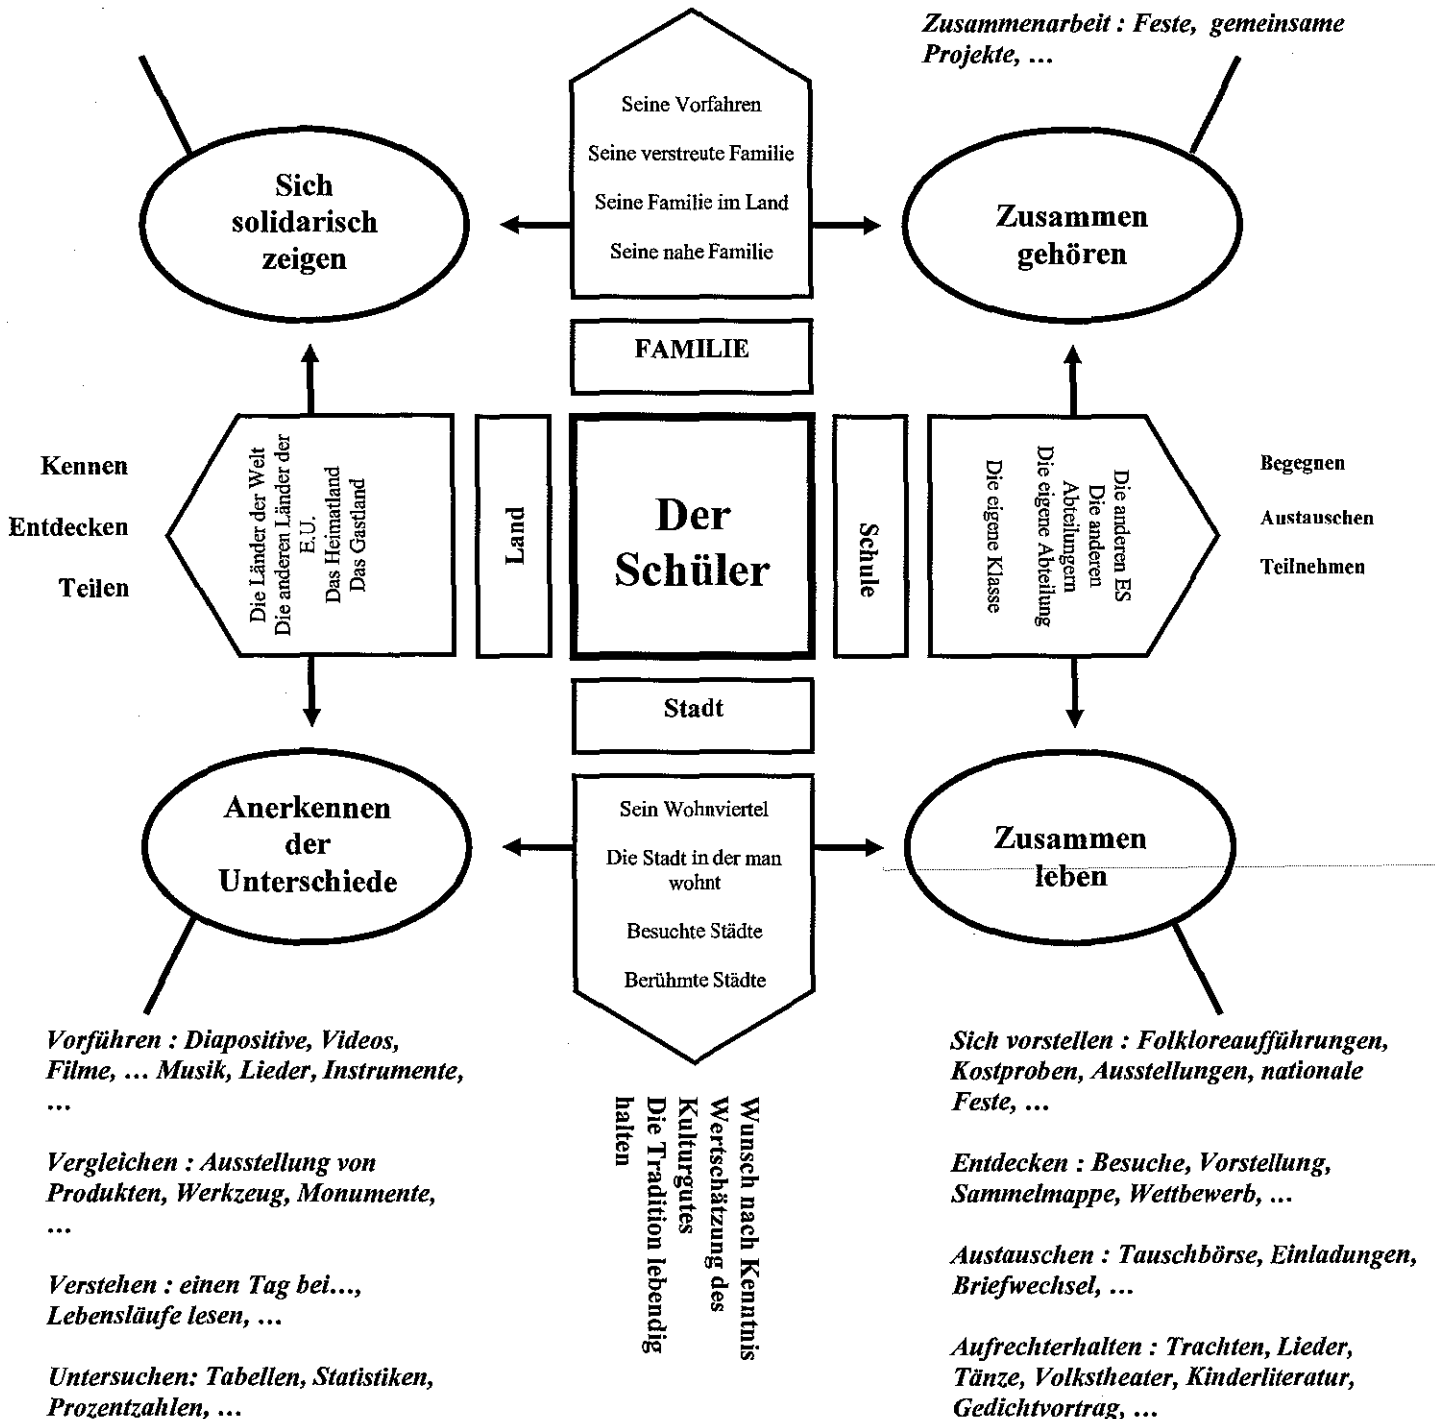 Zusammenarbeit : Feste, gemeinsame
Projekte, ...
Seine Vorfahren
Seine verstreute Familie
Seine Familie im Land
Seine nahe Familie
Sich
solidarisch
zeigen
Zusammen
gehören
FAMILIE
Kennen
Entdecken
Teilen
Die Länder der Welt
Die anderen Länder der
E.U.
Das Heimatland
Das Gastland
Land
Der
Schüler
Schule
Die anderen ES
Die anderen
Abteilungern
Die eigene Abteilung
Die eigene Klasse
Begegnen
Austauschen
Teilnehmen
Stadt
Anerkennen
der
Unterschiede
Sein Wohnviertel
Die Stadt in der man
wohnt
Besuchte Städte
Berühmte Städte
Zusammen
leben
Vorführen : Diapositive, Videos,
Filme, ... Musik, Lieder, Instrumente,
...
Vergleichen : Ausstellung von
Produkten, Werkzeug, Monumente,
...
Verstehen : einen Tag bei...,
Lebensläufe lesen, ...
Untersuchen: Tabellen, Statistiken,
Prozentzahlen, ...
Wunsch nach Kenntnis
Wertschätzung des
Kulturgutes
Die Tradition lebendig
halten
Sich vorstellen : Folkloreaufführungen,
Kostproben, Ausstellungen, nationale
Feste, ...
Entdecken : Besuche, Vorstellung,
Sammelmappe, Wettbewerb, ...
Austauschen : Tauschbörse, Einladungen,
Briefwechsel, ...
Aufrechterhalten : Trachten, Lieder,
Tänze, Volkstheater, Kinderliteratur,
Gedichtvortrag, ...